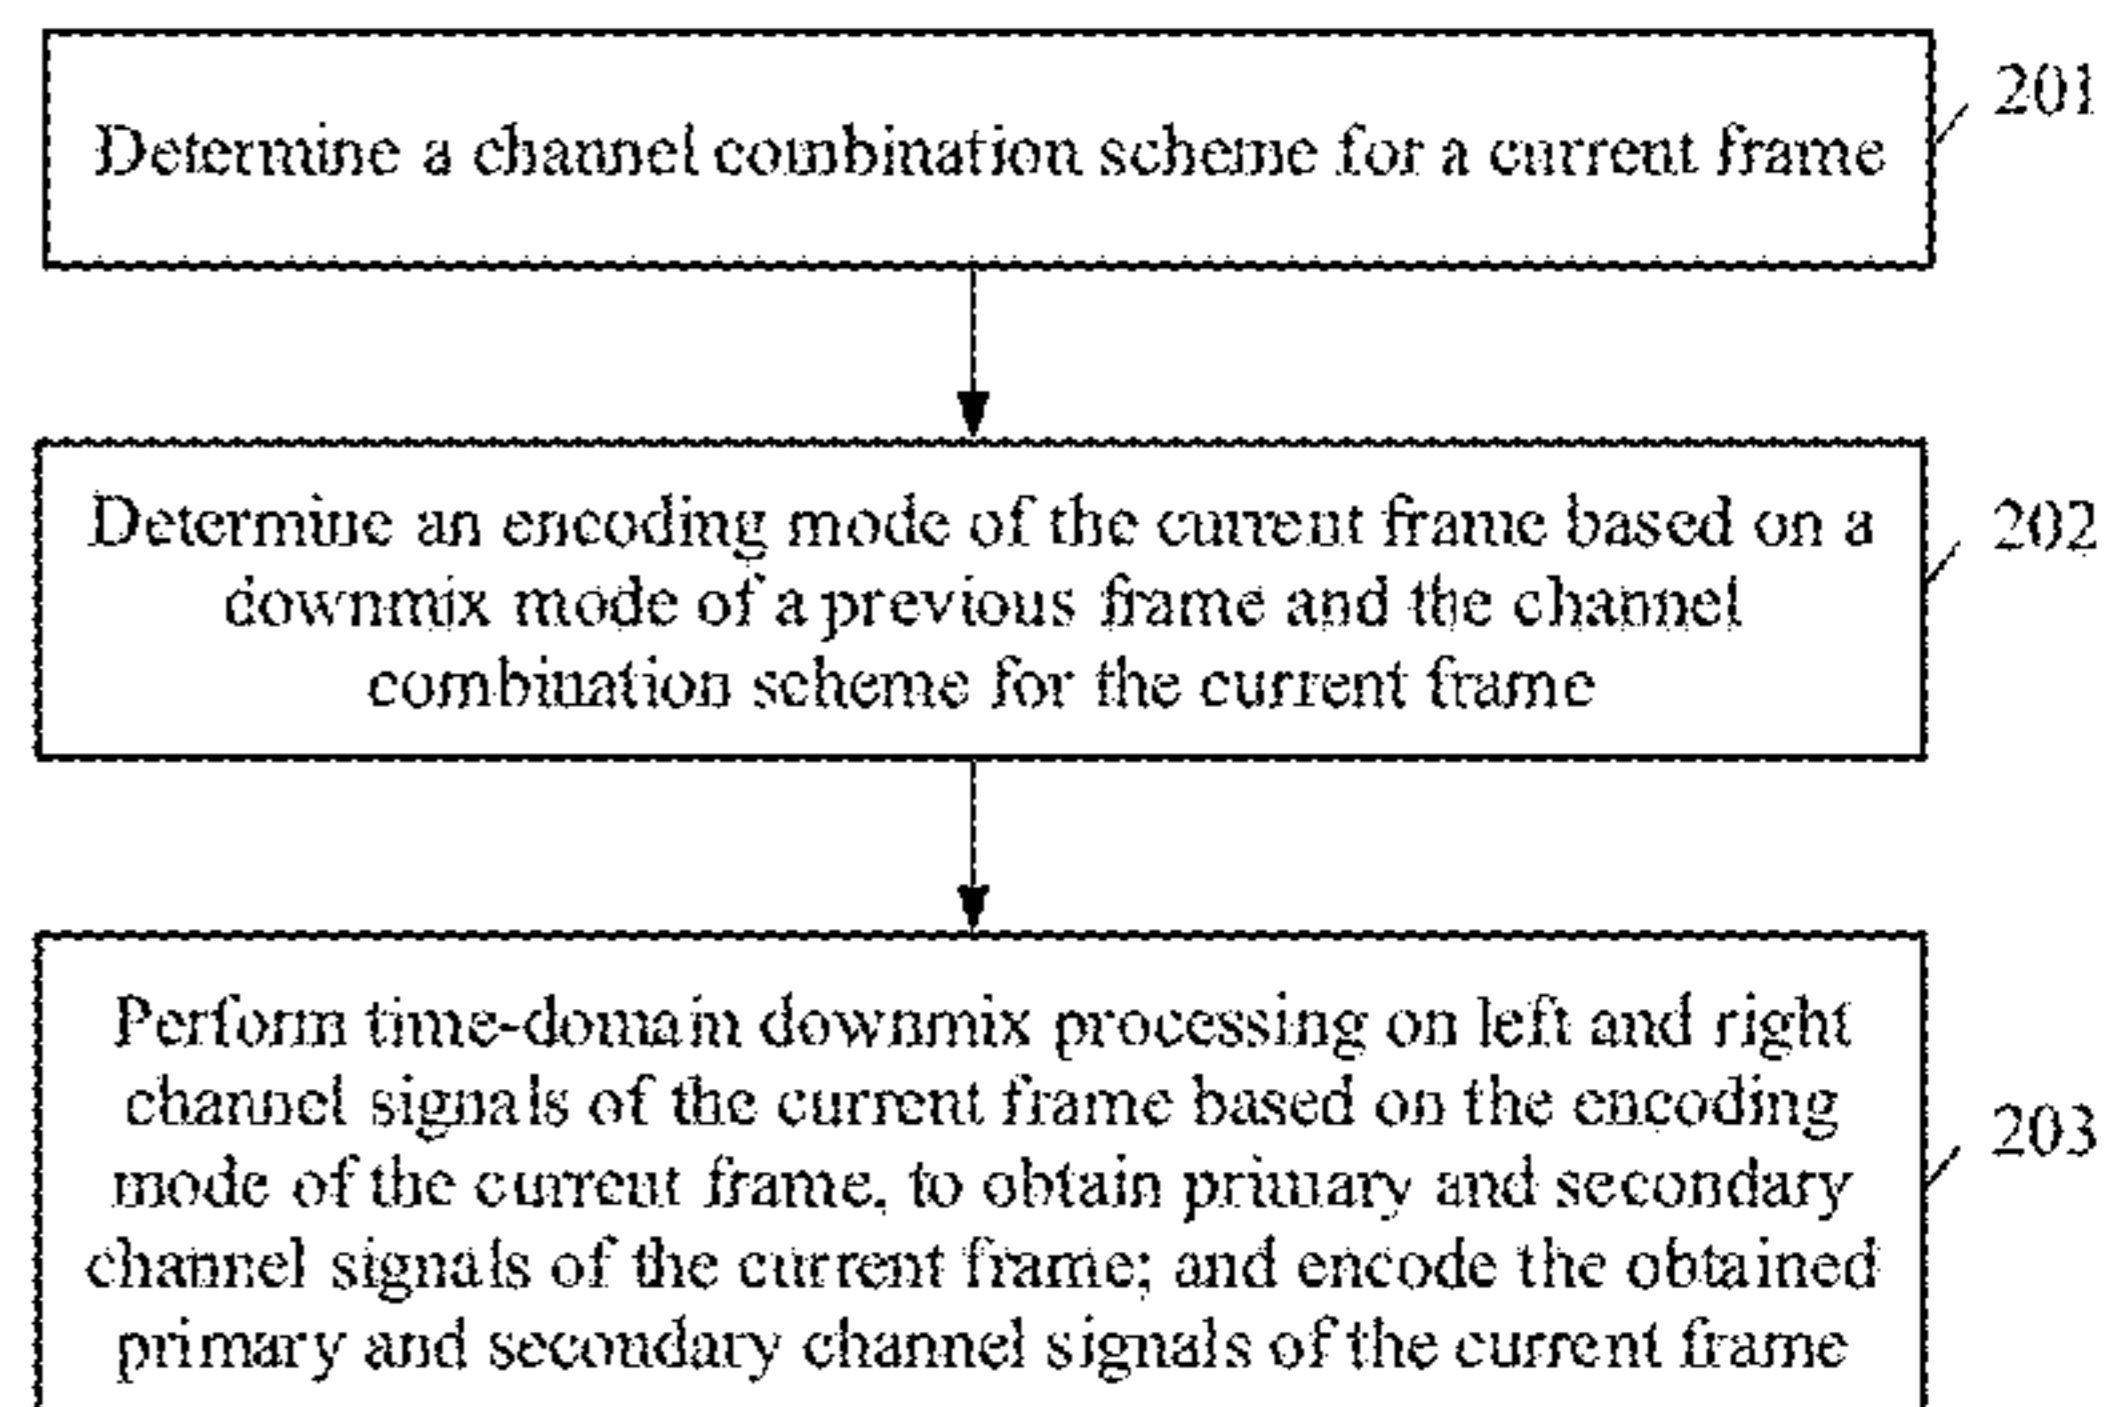 Determine a channel combination scheme for a current frame
201
Determine an encoding mode of the current frame based on a
downmix mode of a previous frame and the channel
combination scheme for the current frame
202
Perform time-domain downmix processing on left and right
channel signals of the current frame based on the encoding
mode of the current frame, to obtain primary and secondary
channel signals of the current frame; and encode the obtained
primary and secondary channel signals of the current frame
203